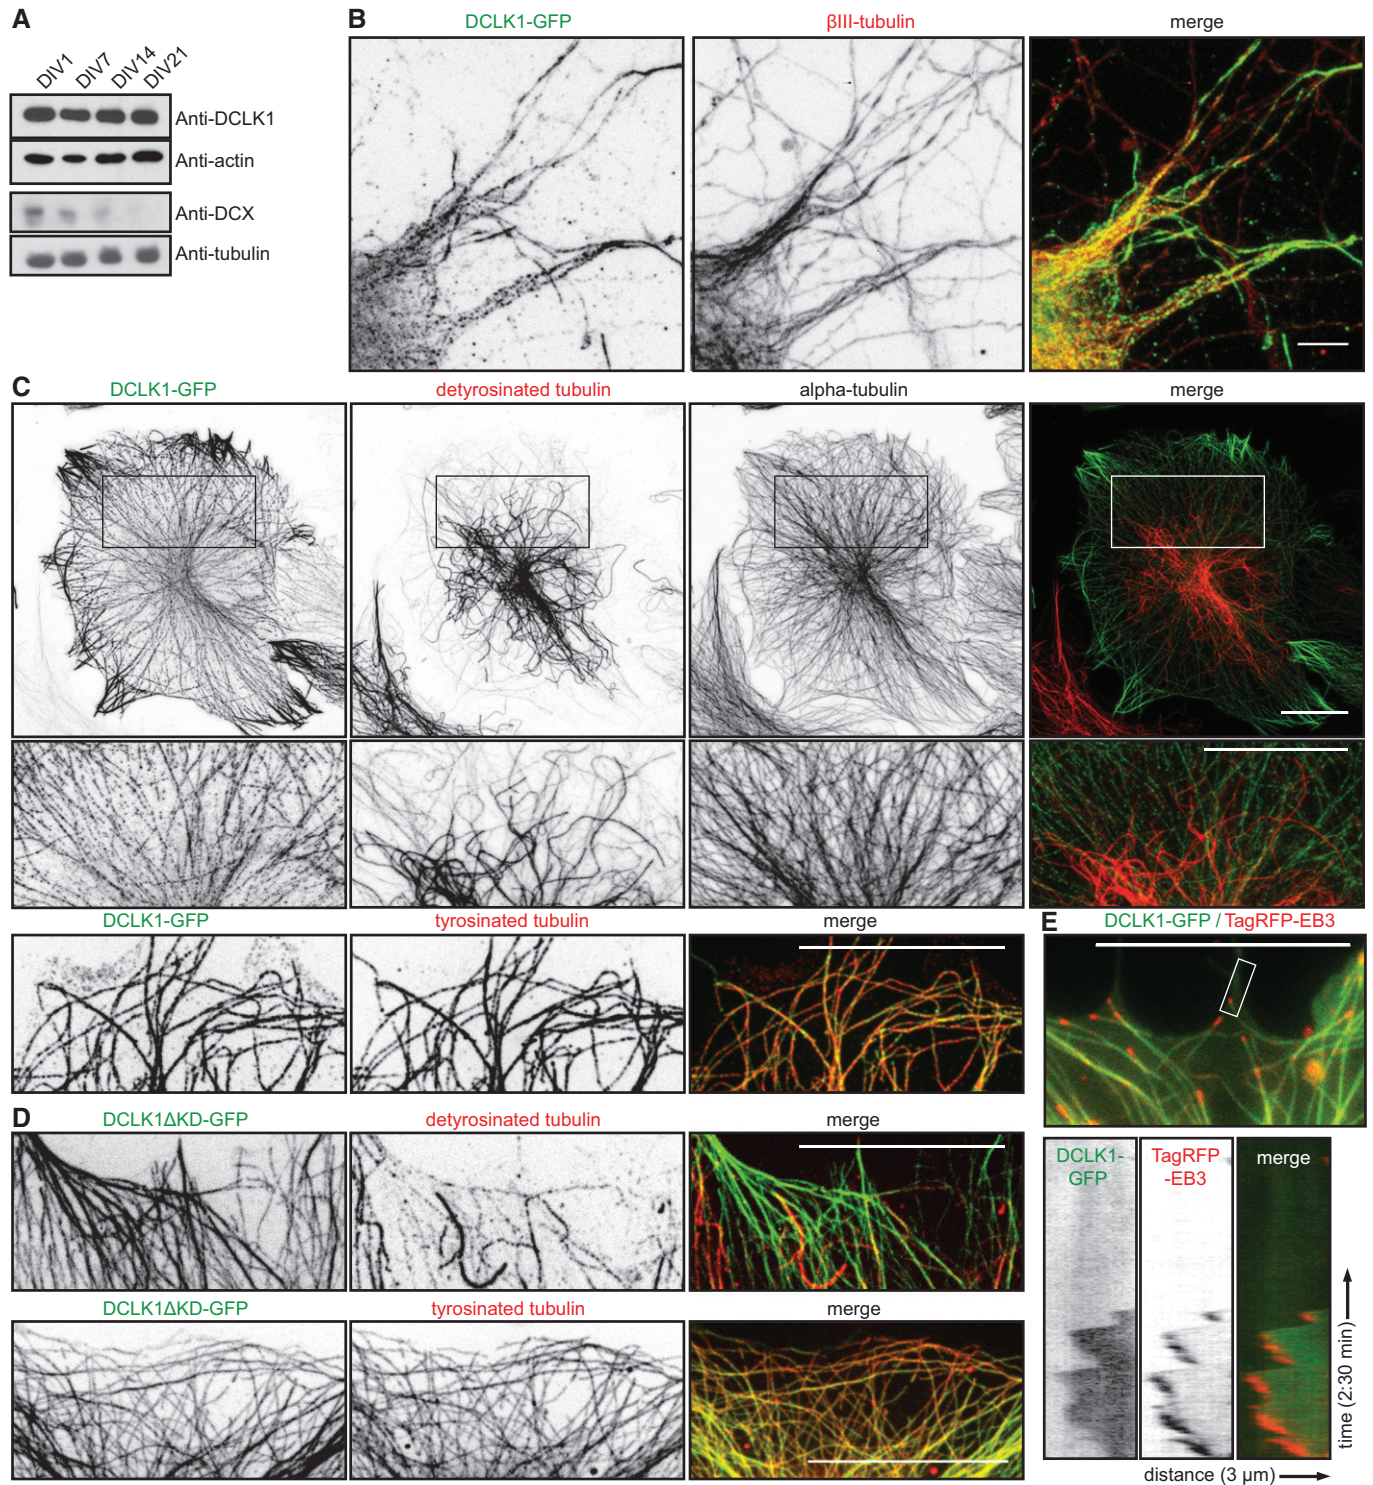 A
DIV1
DIV7
DIV14
DIV21
Anti-DCLK1
Anti-actin
Anti-DCX
Anti-tubulin
B
DCLK1-GFP
βIII-tubulin
merge
C
DCLK1-GFP
detyrosinated tubulin
alpha-tubulin
merge
DCLK1-GFP
tyrosinated tubulin
merge
D
DCLK1ΔKD-GFP
detyrosinated tubulin
merge
DCLK1ΔKD-GFP
tyrosinated tubulin
merge
E
DCLK1-GFP / TagRFP-EB3
DCLK1-
GFP
TagRFP
-EB3
merge
time (2:30 min)
distance (3 µm)